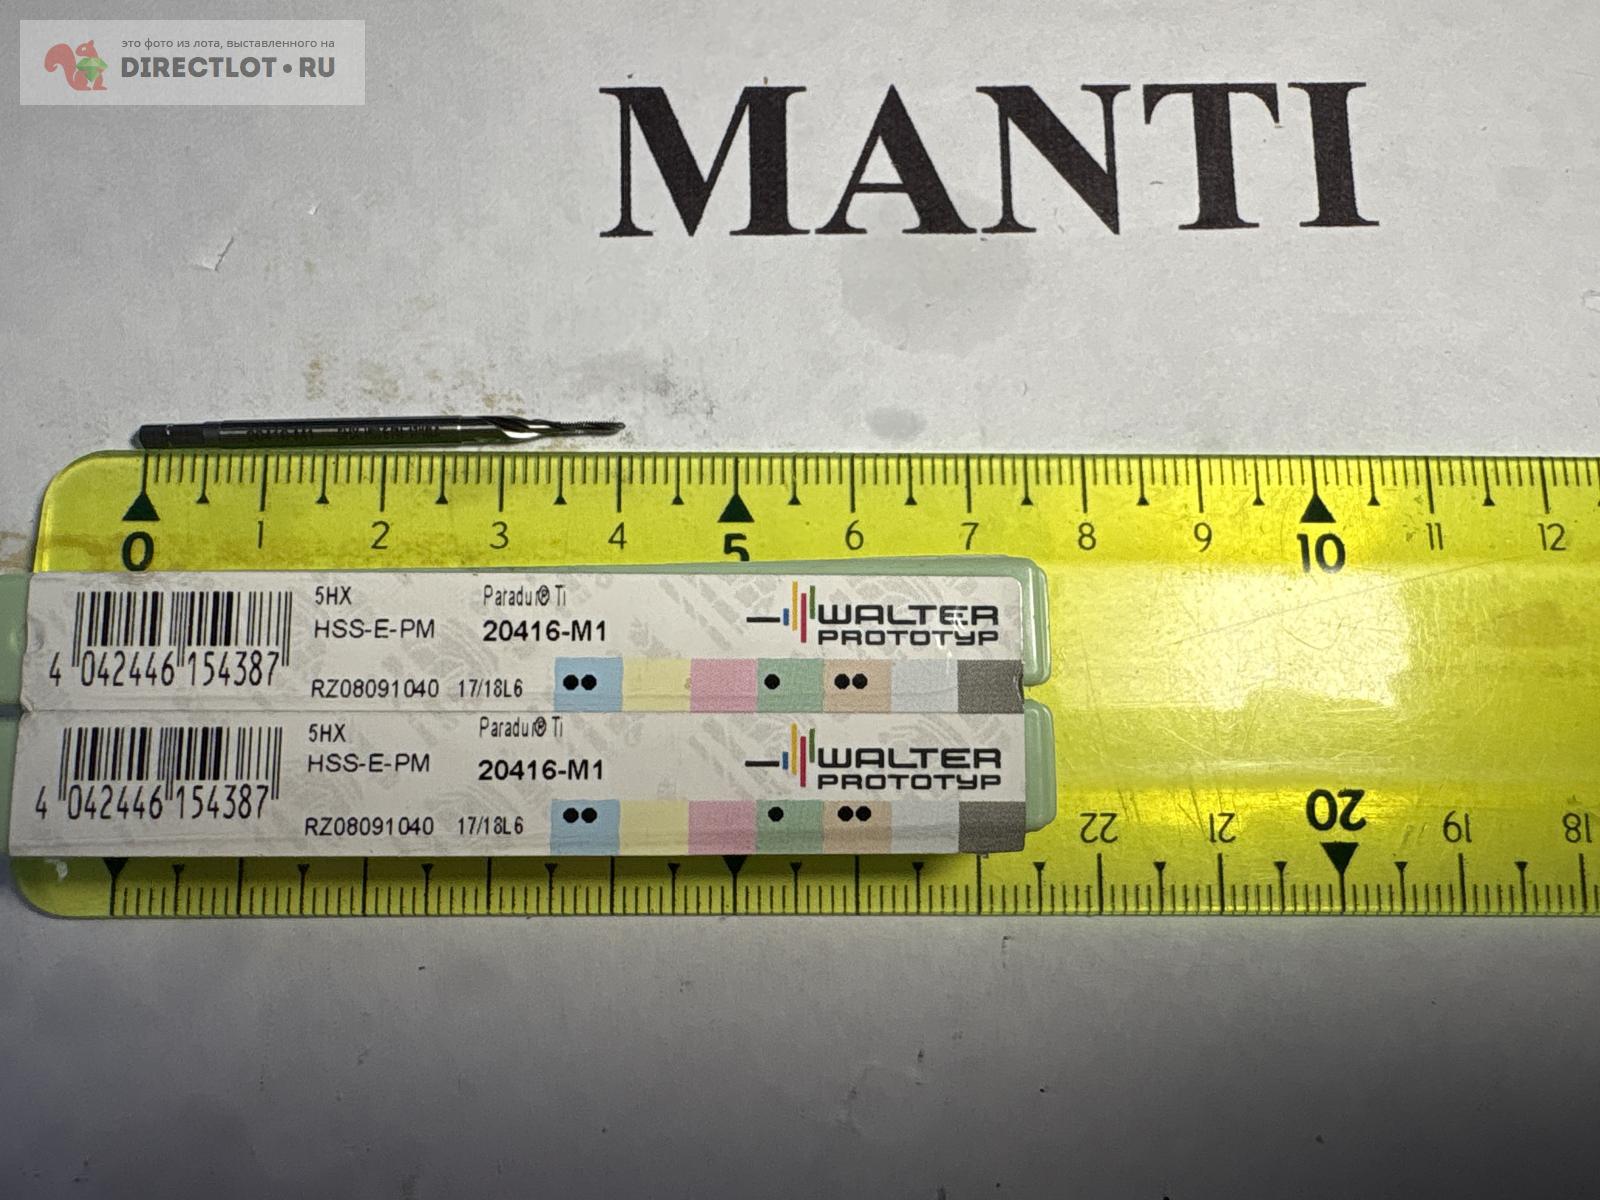 это фото из лота, выставленного на
DIRECTLOT•RU
MANTI
0 1 2 3 4 5 6 7 8 9 10 11 12
5HX
Paradur® Ti
HSS-E-PM
20416-M1
WALTER
PROTOTYP
4 042446 154387
RZ08091040 17/18L6
5HX
Paradur® Ti
HSS-E-PM
20416-M1
WALTER
PROTOTYP
4 042446 154387
RZ08091040 17/18L6
22 21 20 19 18